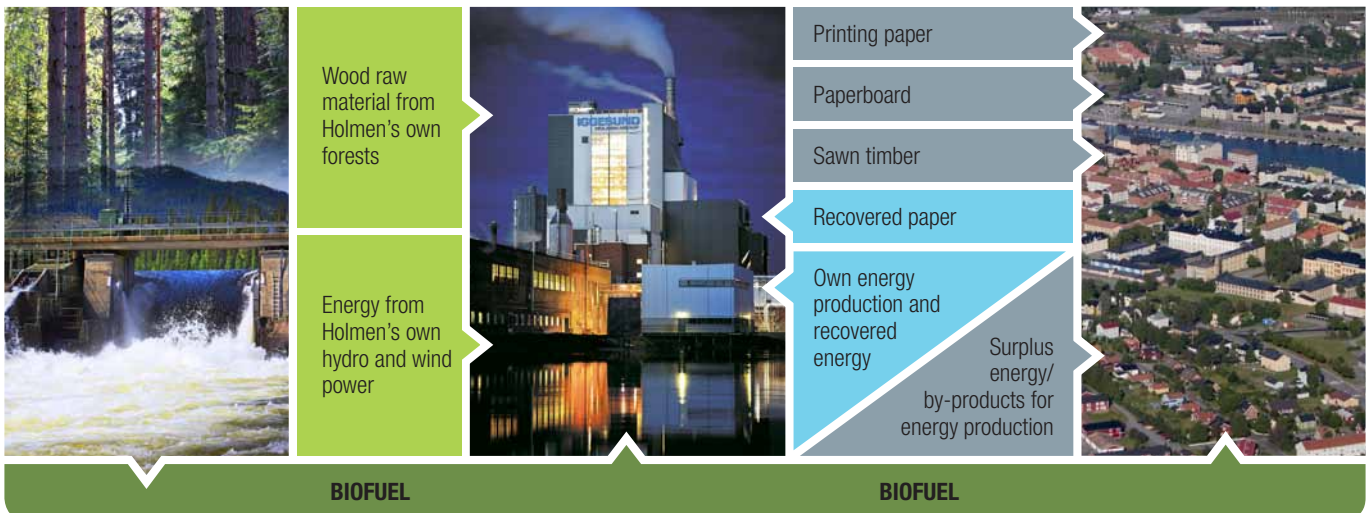 Wood raw
material from
Holmen's own
forests
Energy from
Holmen's own
hydro and wind
power
IGGESUND
Printing paper
Paperboard
Sawn timber
Recovered paper
Own energy
production and
recovered
energy
Surplus
energy/
by-products for
energy production
BIOFUEL
BIOFUEL